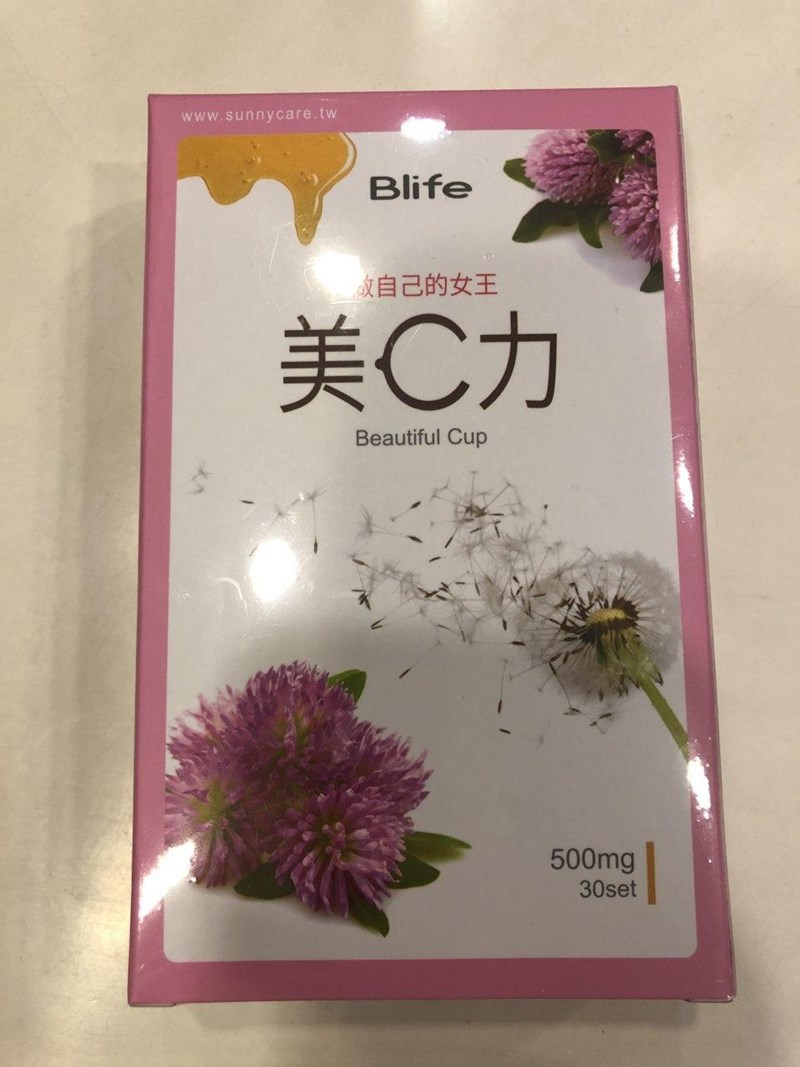 www.sunnycare.tw
Blife
做自己的女王
美C力
Beautiful Cup
500mg
30set